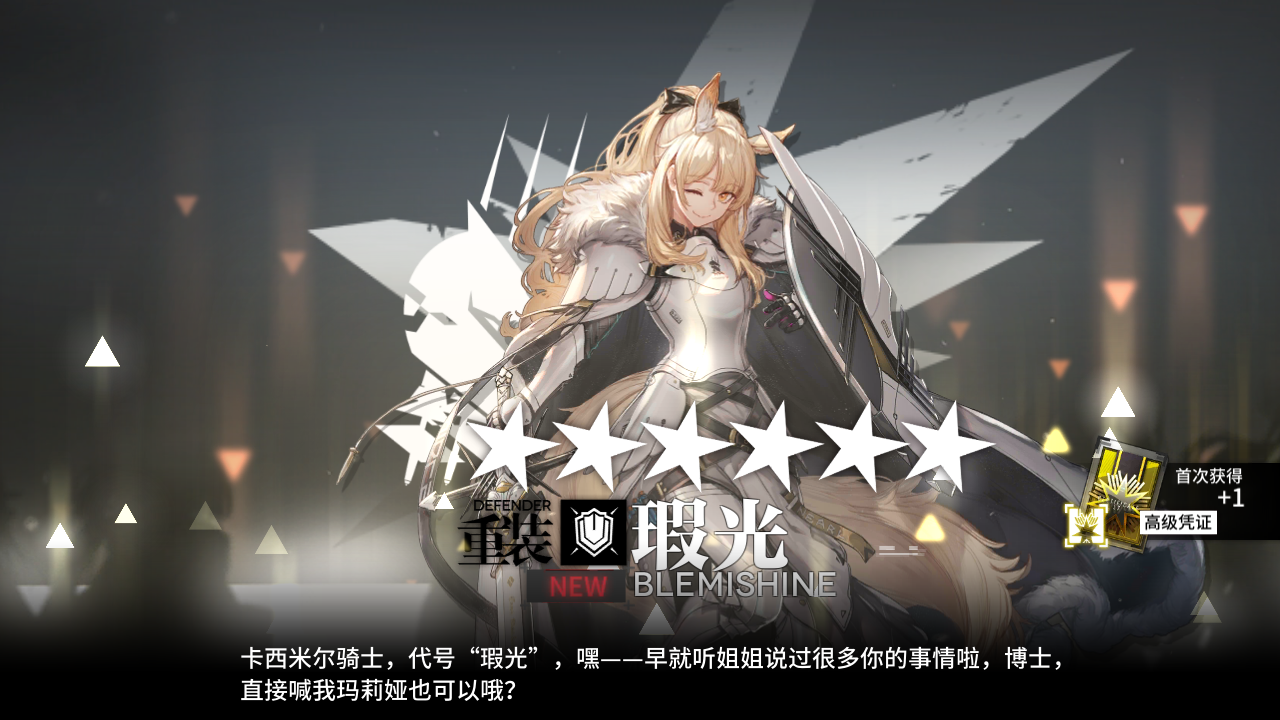 首次获得
+1
高级凭证
DEFENDER
重装
瑕光
NEW
BLEMISHINE
卡西米尔骑士，代号“瑕光”，嘿——早就听姐姐说过很多你的事情啦，博士，
直接喊我玛莉娅也可以哦？